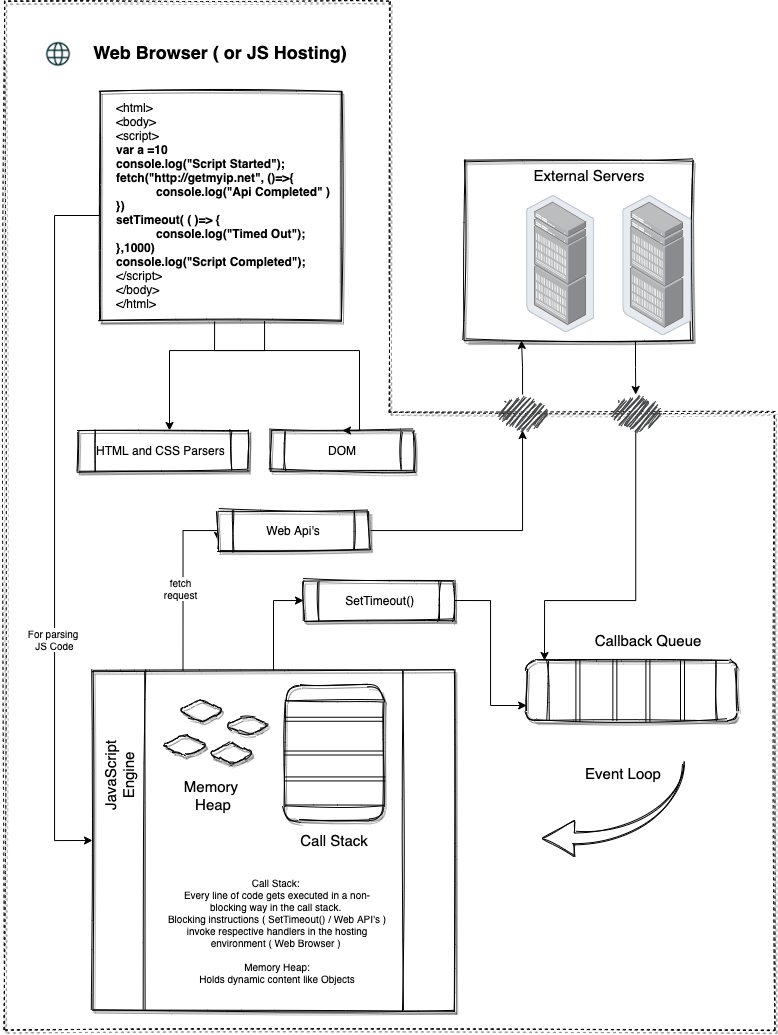 Web Browser ( or JS Hosting)
<html>
<body>
<script>
var a =10
console.log("Script Started");
fetch("http://getmyip.net", ()=>{
console.log("Api Completed" )
})
setTimeout( ( )=> {
console.log("Timed Out");
},1000)
console.log("Script Completed");
</script>
</body>
</html>
External Servers
HTML and CSS Parsers
DOM
Web Api's
fetch
request
SetTimeout()
For parsing
JS Code
Callback Queue
JavaScript
Engine
Memory
Heap
Call Stack
Event Loop
Call Stack:
Every line of code gets executed in a non-
blocking way in the call stack.
Blocking instructions ( SetTimeout() / Web API's )
invoke respective handlers in the hosting
environment ( Web Browser )
Memory Heap:
Holds dynamic content like Objects